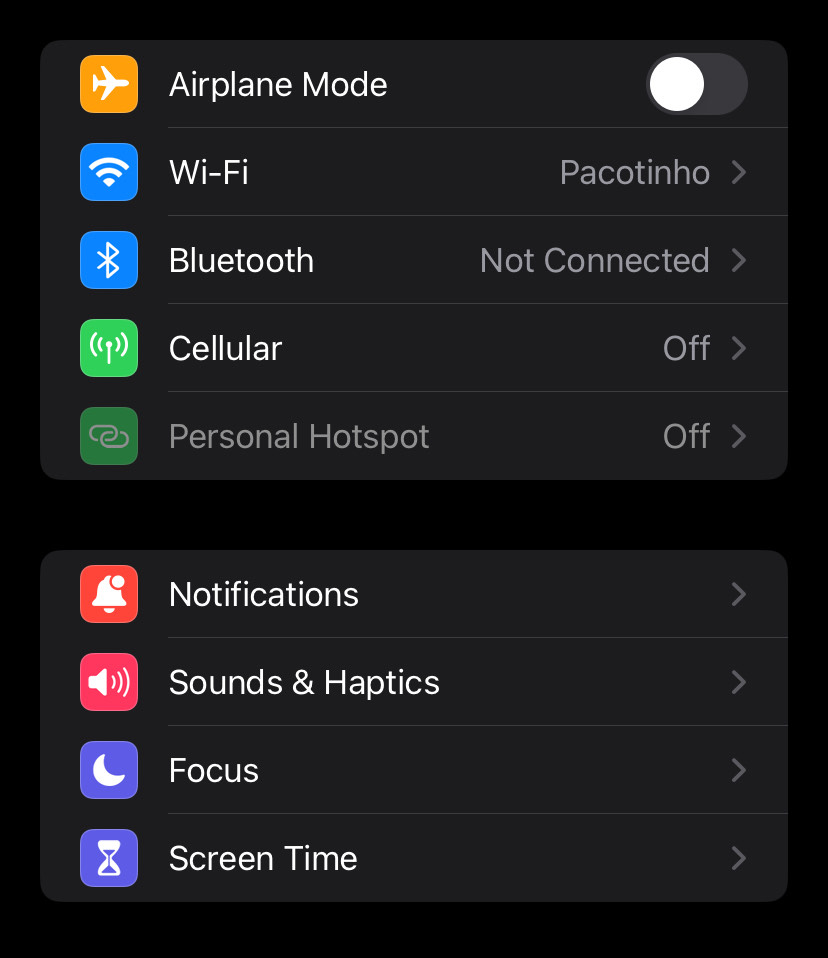 Airplane Mode
Wi-Fi Pacotinho
Bluetooth Not Connected
Cellular Off
Personal Hotspot Off
Notifications
Sounds & Haptics
Focus
Screen Time